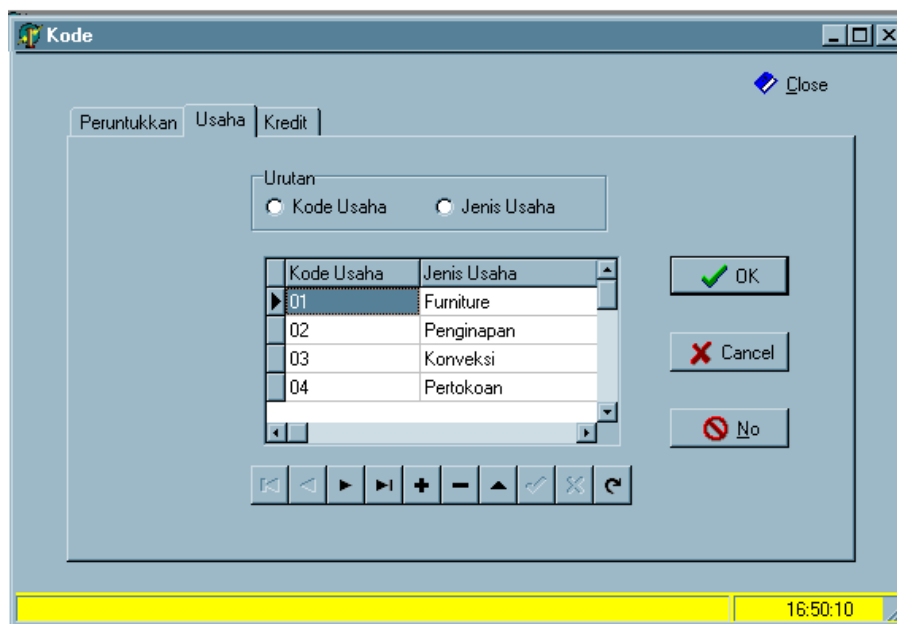 Kode
Close
Peruntukkan Usaha Kredit
Urutan
Kode Usaha Jenis Usaha
Kode Usaha Jenis Usaha
01 Furniture
02 Penginapan
03 Konveksi
04 Pertokoan
OK
Cancel
No
16:50:10